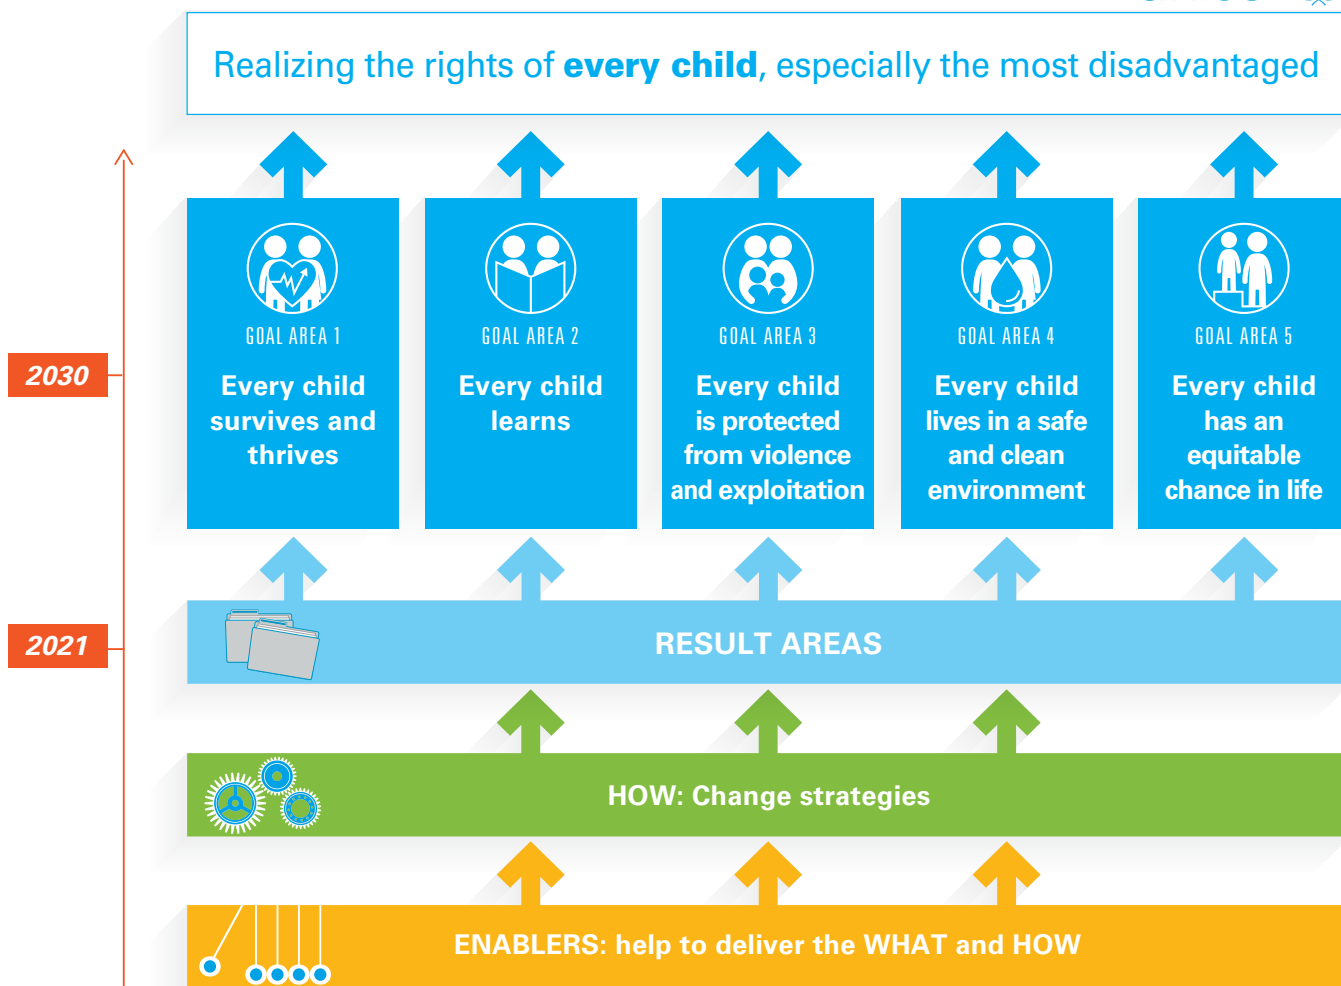 Realizing the rights of every child, especially the most disadvantaged
GOAL AREA 1
Every child
survives and
thrives
GOAL AREA 2
Every child
learns
GOAL AREA 3
Every child
is protected
from violence
and exploitation
GOAL AREA 4
Every child
lives in a safe
and clean
environment
GOAL AREA 5
Every child
has an
equitable
chance in life
2030
2021
RESULT AREAS
HOW: Change strategies
ENABLERS: help to deliver the WHAT and HOW